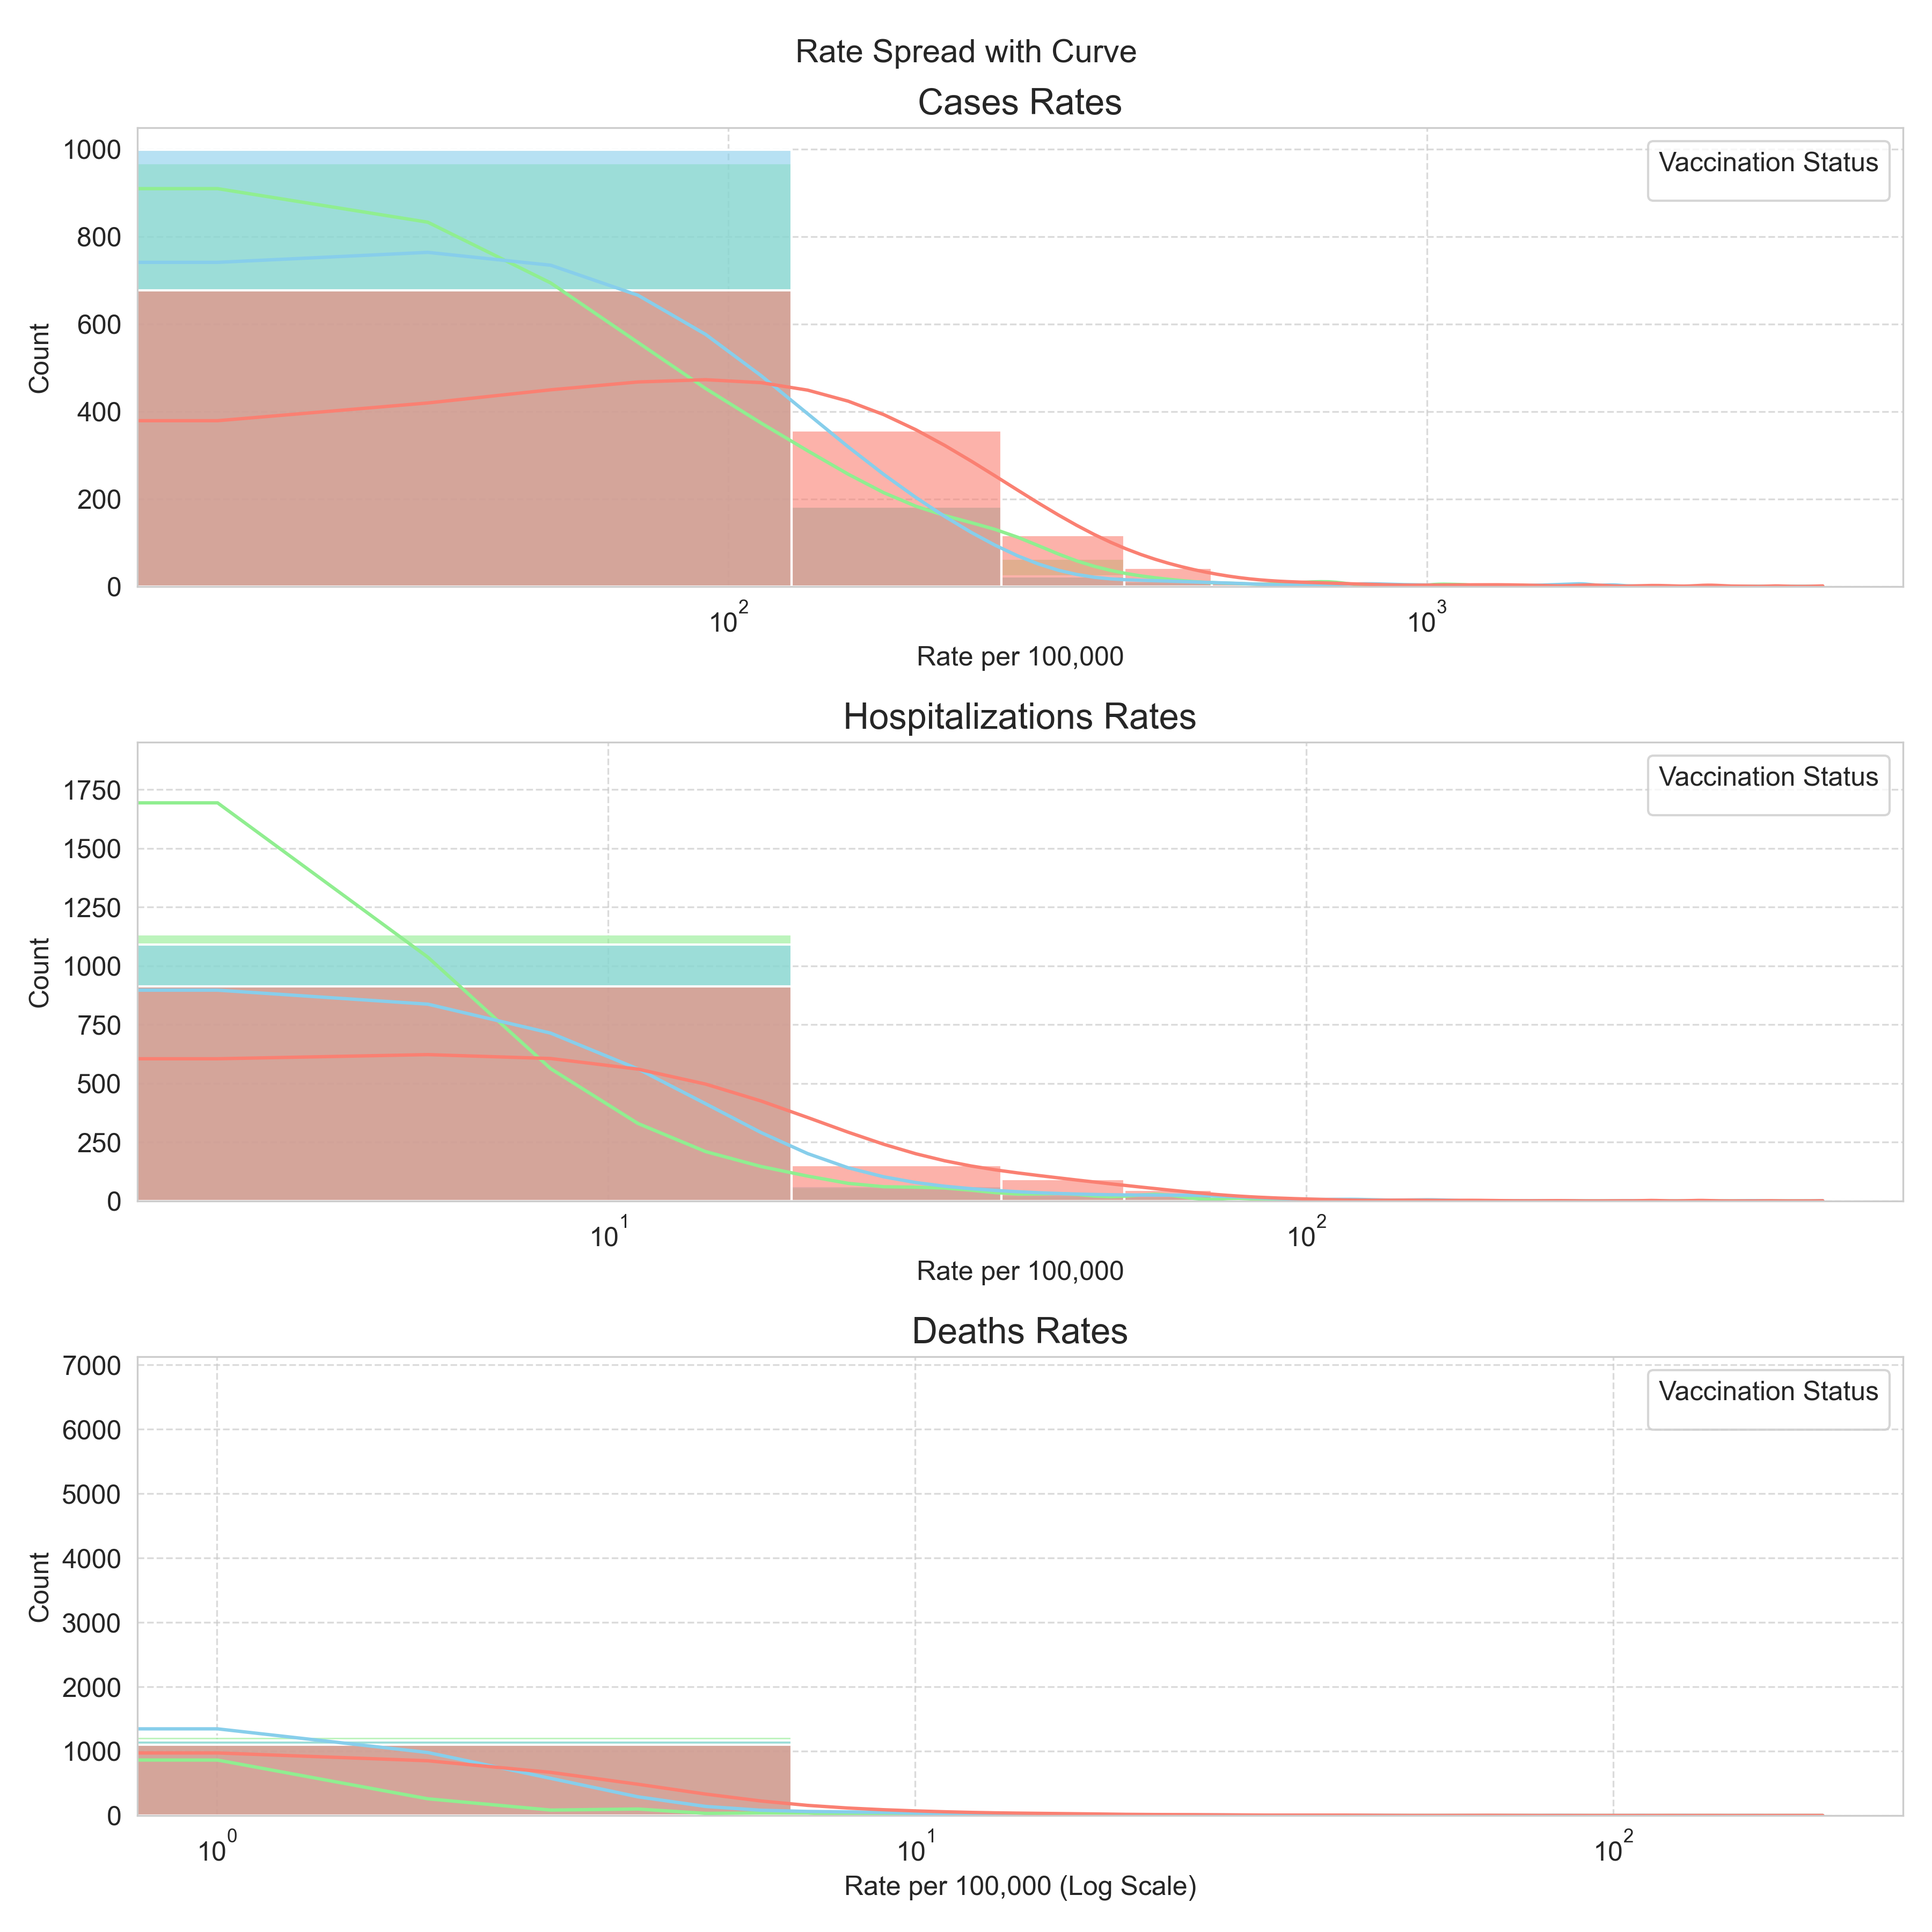 Rate Spread with Curve
Cases Rates
1000
800
600
400
200
0
Count
Vaccination Status
10^2
10^3
Rate per 100,000
Hospitalizations Rates
1750
1500
1250
1000
750
500
250
0
Count
Vaccination Status
10^1
10^2
Rate per 100,000
Deaths Rates
7000
6000
5000
4000
3000
2000
1000
0
Count
Vaccination Status
10^0
10^1
10^2
Rate per 100,000 (Log Scale)